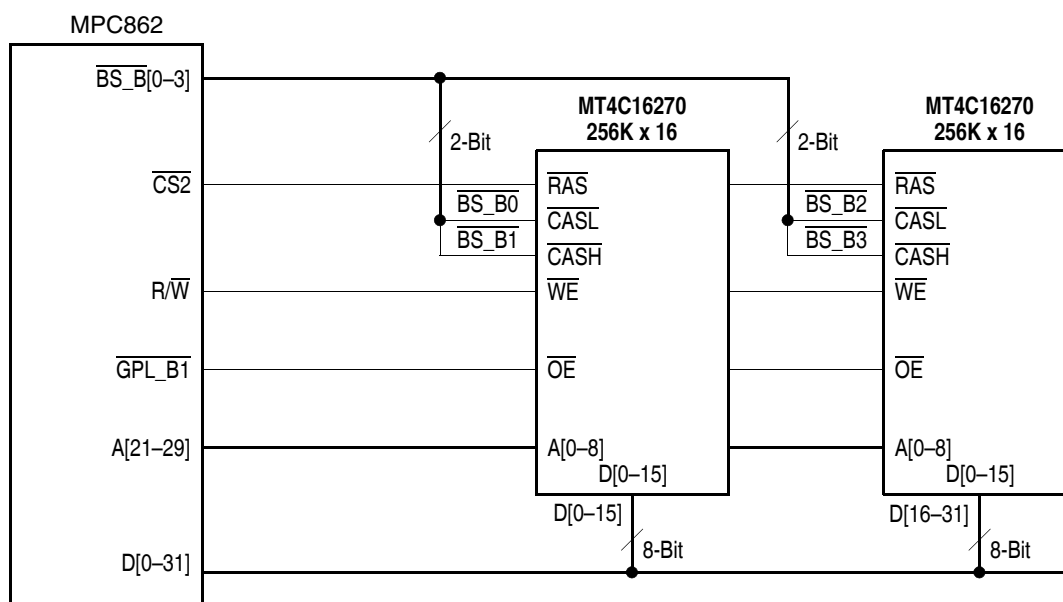 MPC862
BS_B[0–3]
MT4C16270
256K x 16
MT4C16270
256K x 16
2-Bit
2-Bit
CS2
RAS
RAS
BS_B0
CASL
BS_B2
CASL
BS_B1
CASH
BS_B3
CASH
R/W
WE
WE
GPL_B1
OE
OE
A[21–29]
A[0–8]
A[0–8]
D[0–15]
D[0–15]
D[0–15]
D[16–31]
8-Bit
8-Bit
D[0–31]